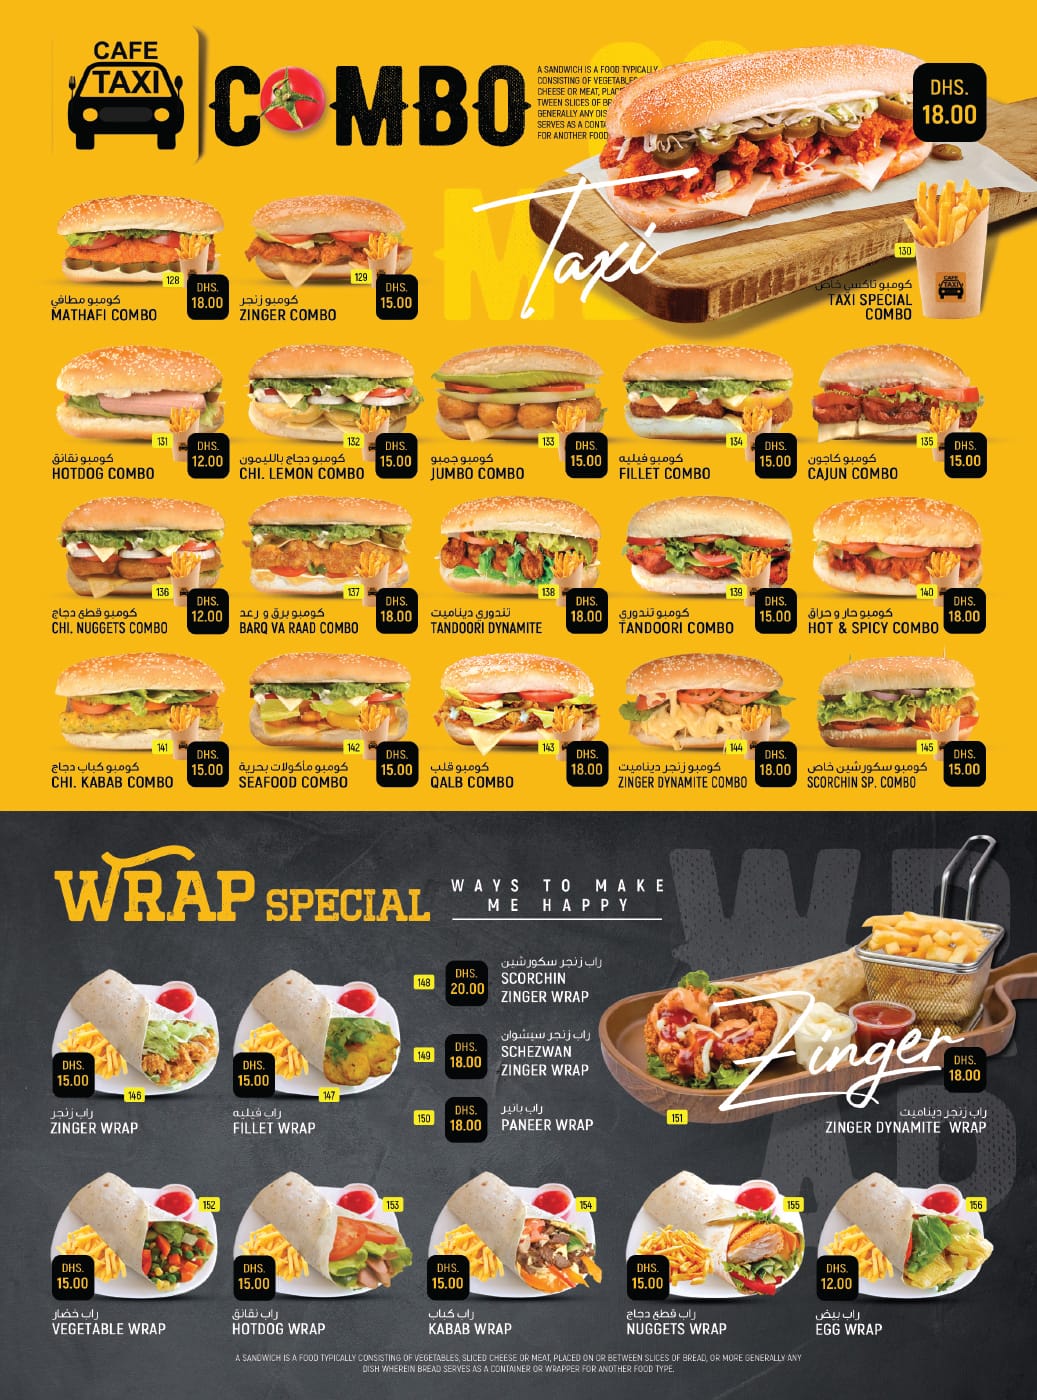 CAFE
TAXI
COMBO
A SANDWICH IS A FOOD TYPICALLY
CONSISTING OF VEGETABLES
CHEESE OR MEAT, PLAC
TWEEN SLICES OF BR
GENERALLY ANY DIS
SERVES AS A CONTA
FOR ANOTHER FOOD
DHS.
18.00
Taxi
130
CAFE
TAXI
كومبو تاكسي خاص
TAXI SPECIAL
COMBO
128
DHS.
18.00
كومبو مطافي
MATHAFI COMBO
129
DHS.
15.00
كومبو زنجر
ZINGER COMBO
131
DHS.
12.00
كومبو نقانق
HOTDOG COMBO
132
DHS.
15.00
كومبو دجاج بالليمون
CHI. LEMON COMBO
133
DHS.
15.00
كومبو جمبو
JUMBO COMBO
134
DHS.
15.00
كومبو فيليه
FILLET COMBO
135
DHS.
15.00
كومبو كاجون
CAJUN COMBO
136
DHS.
12.00
كومبو قطع دجاج
CHI. NUGGETS COMBO
137
DHS.
18.00
كومبو برق و رعد
BARQ VA RAAD COMBO
138
DHS.
18.00
تندوري ديناميت
TANDOORI DYNAMITE
139
DHS.
15.00
كومبو تندوري
TANDOORI COMBO
140
DHS.
18.00
كومبو حار و حراق
HOT & SPICY COMBO
141
DHS.
15.00
كومبو كباب دجاج
CHI. KABAB COMBO
142
DHS.
15.00
كومبو مأكولات بحرية
SEAFOOD COMBO
143
DHS.
18.00
كومبو قلب
QALB COMBO
144
DHS.
18.00
كومبو زنجر ديناميت
ZINGER DYNAMITE COMBO
145
DHS.
15.00
كومبو سكورشين خاص
SCORCHIN SP. COMBO
WRAP SPECIAL
WAYS TO MAKE
ME HAPPY
DHS.
15.00
146
راب زنجر
ZINGER WRAP
DHS.
15.00
147
راب فيليه
FILLET WRAP
148
DHS.
20.00
راب زنجر سكورشين
SCORCHIN
ZINGER WRAP
149
DHS.
18.00
راب زنجر سيشوان
SCHEZWAN
ZINGER WRAP
150
DHS.
18.00
راب بانير
PANEER WRAP
Zinger
DHS.
18.00
151
راب زنجر ديناميت
ZINGER DYNAMITE WRAP
152
DHS.
15.00
راب خضار
VEGETABLE WRAP
153
DHS.
15.00
راب نقانق
HOTDOG WRAP
154
DHS.
15.00
راب كباب
KABAB WRAP
155
DHS.
15.00
راب قطع دجاج
NUGGETS WRAP
156
DHS.
12.00
راب بيض
EGG WRAP
A SANDWICH IS A FOOD TYPICALLY CONSISTING OF VEGETABLES, SLICED CHEESE OR MEAT, PLACED ON OR BETWEEN SLICES OF BREAD, OR MORE GENERALLY ANY
DISH WHEREIN BREAD SERVES AS A CONTAINER OR WRAPPER FOR ANOTHER FOOD TYPE.